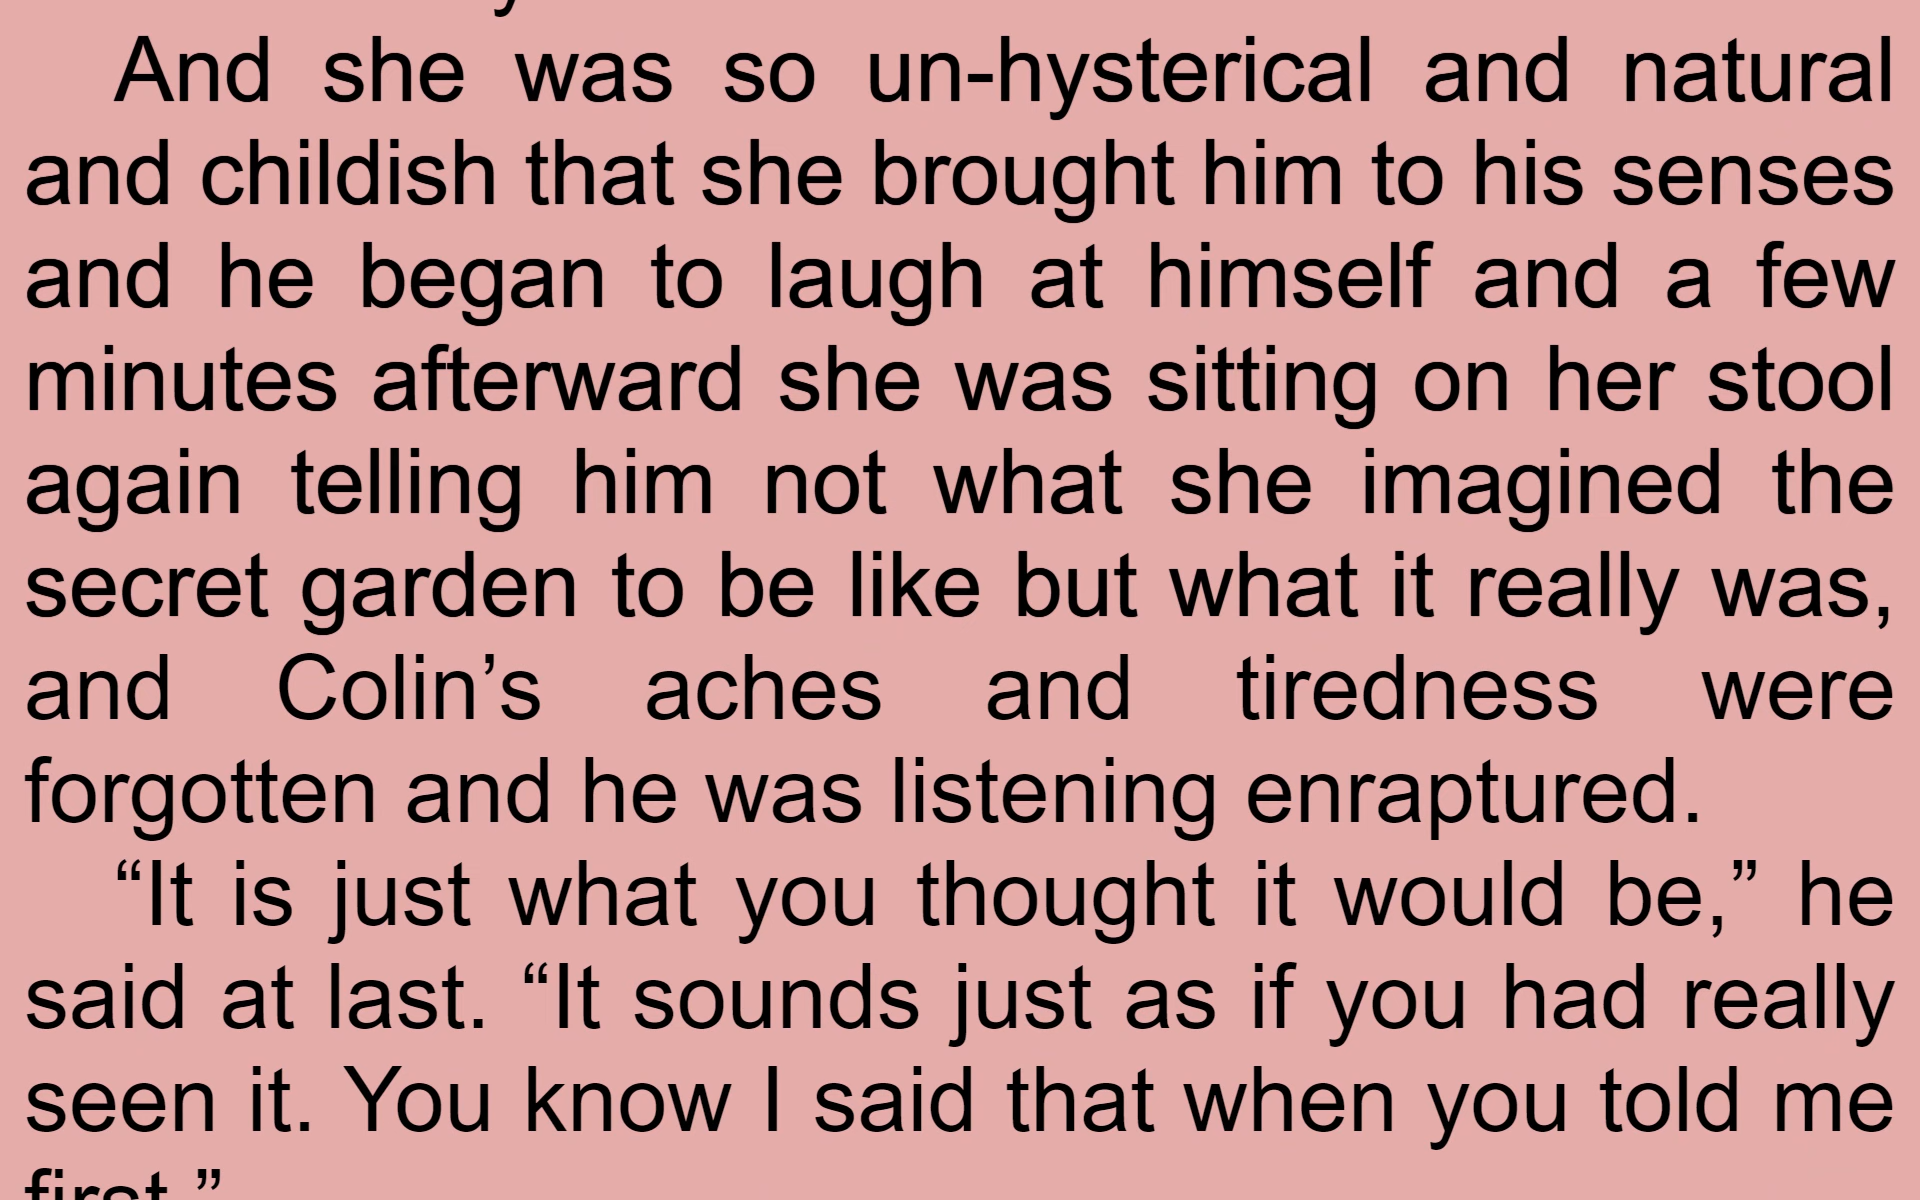 And she was so un-hysterical and natural
and childish that she brought him to his senses
and he began to laugh at himself and a few
minutes afterward she was sitting on her stool
again telling him not what she imagined the
secret garden to be like but what it really was,
and Colin’s aches and tiredness were
forgotten and he was listening enraptured.
“It is just what you thought it would be,” he
said at last. “It sounds just as if you had really
seen it. You know I said that when you told me
first.”